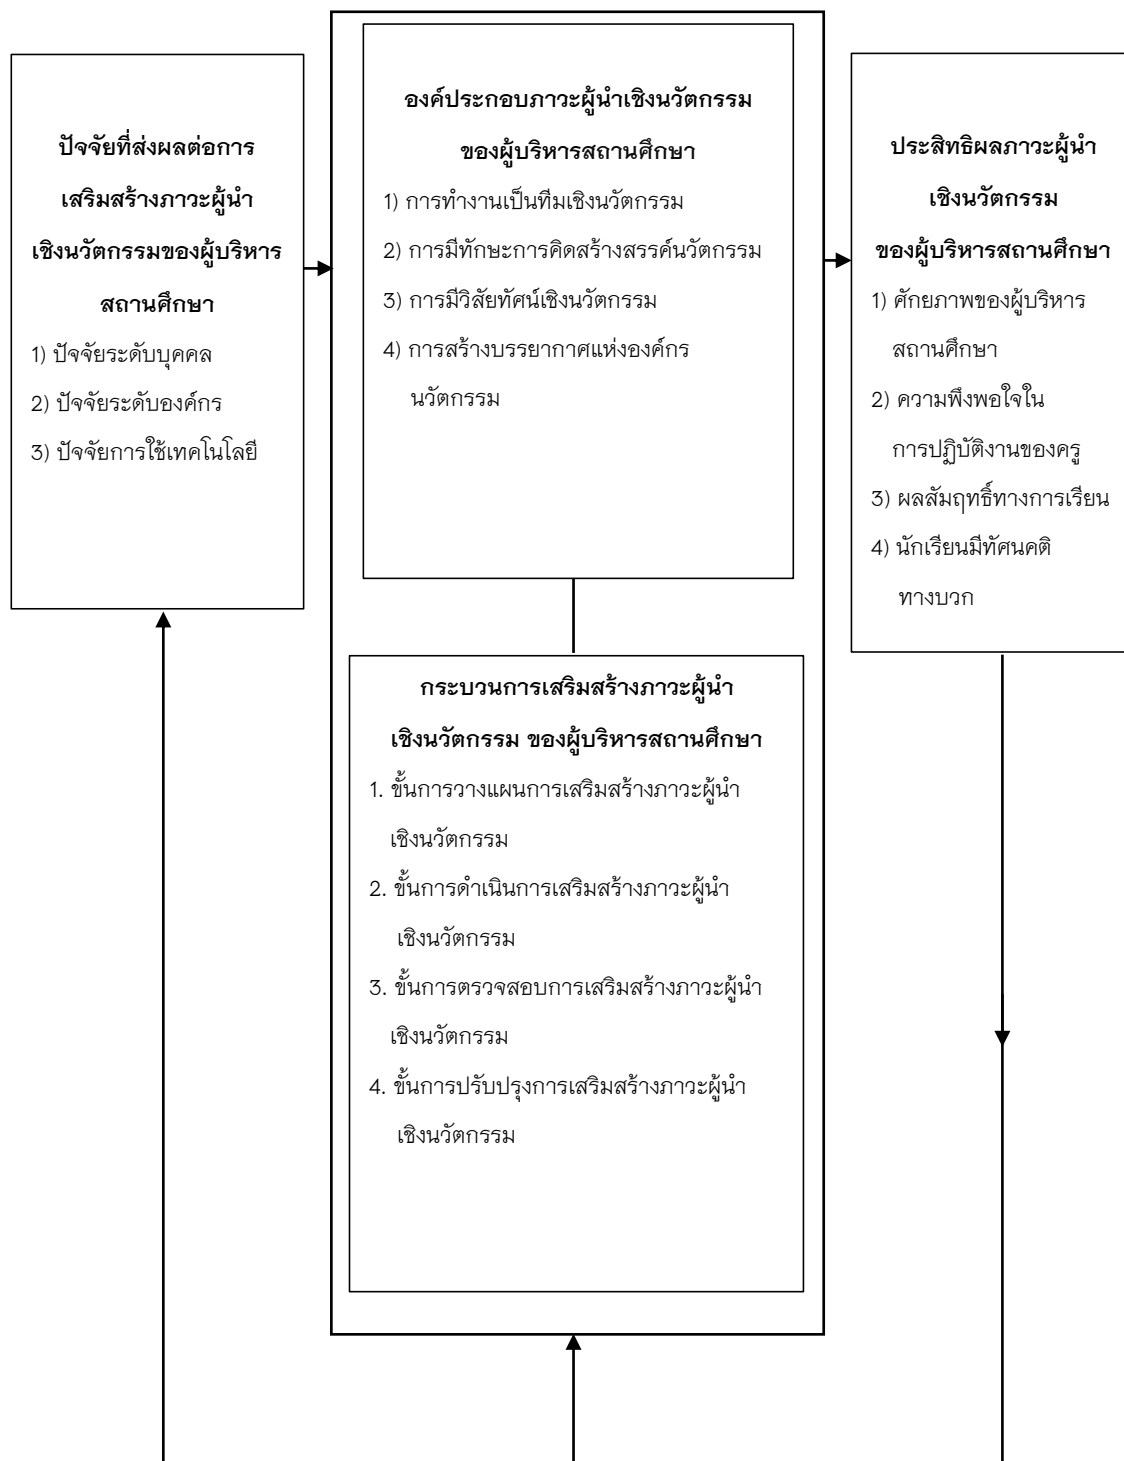 ปัจจัยที่ส่งผลต่อการ
เสริมสร้างภาวะผู้นำ
เชิงนวัตกรรมของผู้บริหาร
สถานศึกษา
1) ปัจจัยระดับบุคคล
2) ปัจจัยระดับองค์กร
3) ปัจจัยการใช้เทคโนโลยี
องค์ประกอบภาวะผู้นำเชิงนวัตกรรม
ของผู้บริหารสถานศึกษา
1) การทำงานเป็นทีมเชิงนวัตกรรม
2) การมีทักษะการคิดสร้างสรรค์นวัตกรรม
3) การมีวิสัยทัศน์เชิงนวัตกรรม
4) การสร้างบรรยากาศแห่งองค์กร
นวัตกรรม
กระบวนการเสริมสร้างภาวะผู้นำ
เชิงนวัตกรรม ของผู้บริหารสถานศึกษา
1. ขั้นการวางแผนการเสริมสร้างภาวะผู้นำ
เชิงนวัตกรรม
2. ขั้นการดำเนินการเสริมสร้างภาวะผู้นำ
เชิงนวัตกรรม
3. ขั้นการตรวจสอบการเสริมสร้างภาวะผู้นำ
เชิงนวัตกรรม
4. ขั้นการปรับปรุงการเสริมสร้างภาวะผู้นำ
เชิงนวัตกรรม
ประสิทธิผลภาวะผู้นำ
เชิงนวัตกรรม
ของผู้บริหารสถานศึกษา
1) ศักยภาพของผู้บริหาร
สถานศึกษา
2) ความพึงพอใจใน
การปฏิบัติงานของครู
3) ผลสัมฤทธิ์ทางการเรียน
4) นักเรียนมีทัศนคติ
ทางบวก